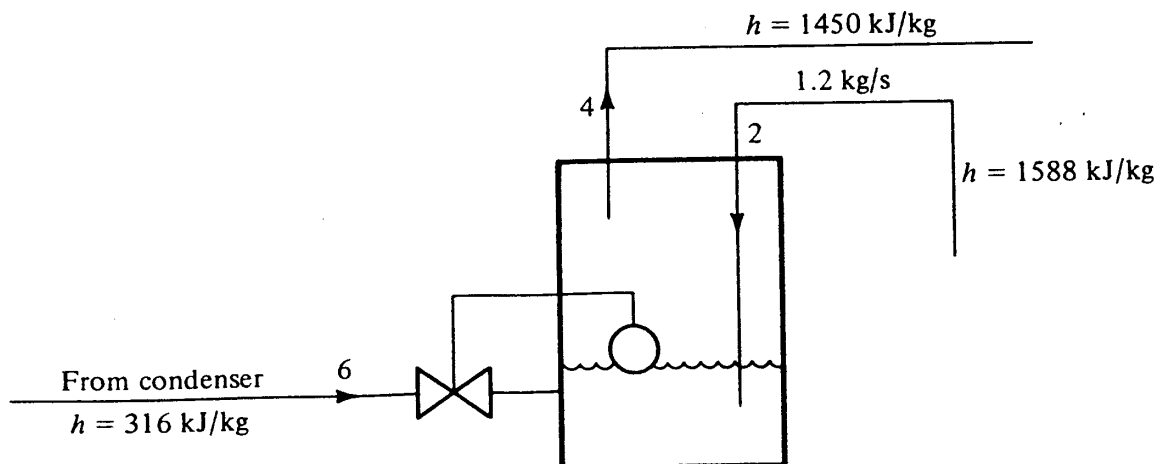 h = 1450 kJ/kg
1.2 kg/s
4
2
h = 1588 kJ/kg
From condenser
6
h = 316 kJ/kg